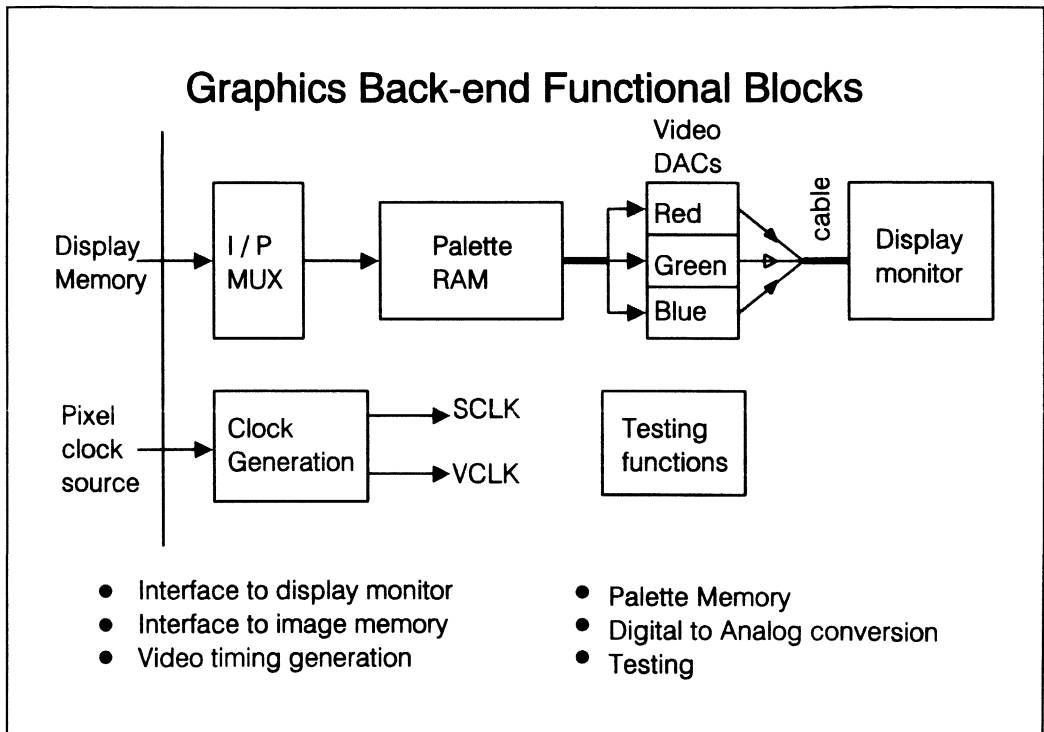 Graphics Back-end Functional Blocks
Display
Memory
I / P
MUX
Palette
RAM
Video
DACs
Red
Green
Blue
cable
Display
monitor
Pixel
clock
source
Clock
Generation
SCLK
VCLK
Testing
functions
● Interface to display monitor
● Interface to image memory
● Video timing generation
● Palette Memory
● Digital to Analog conversion
● Testing